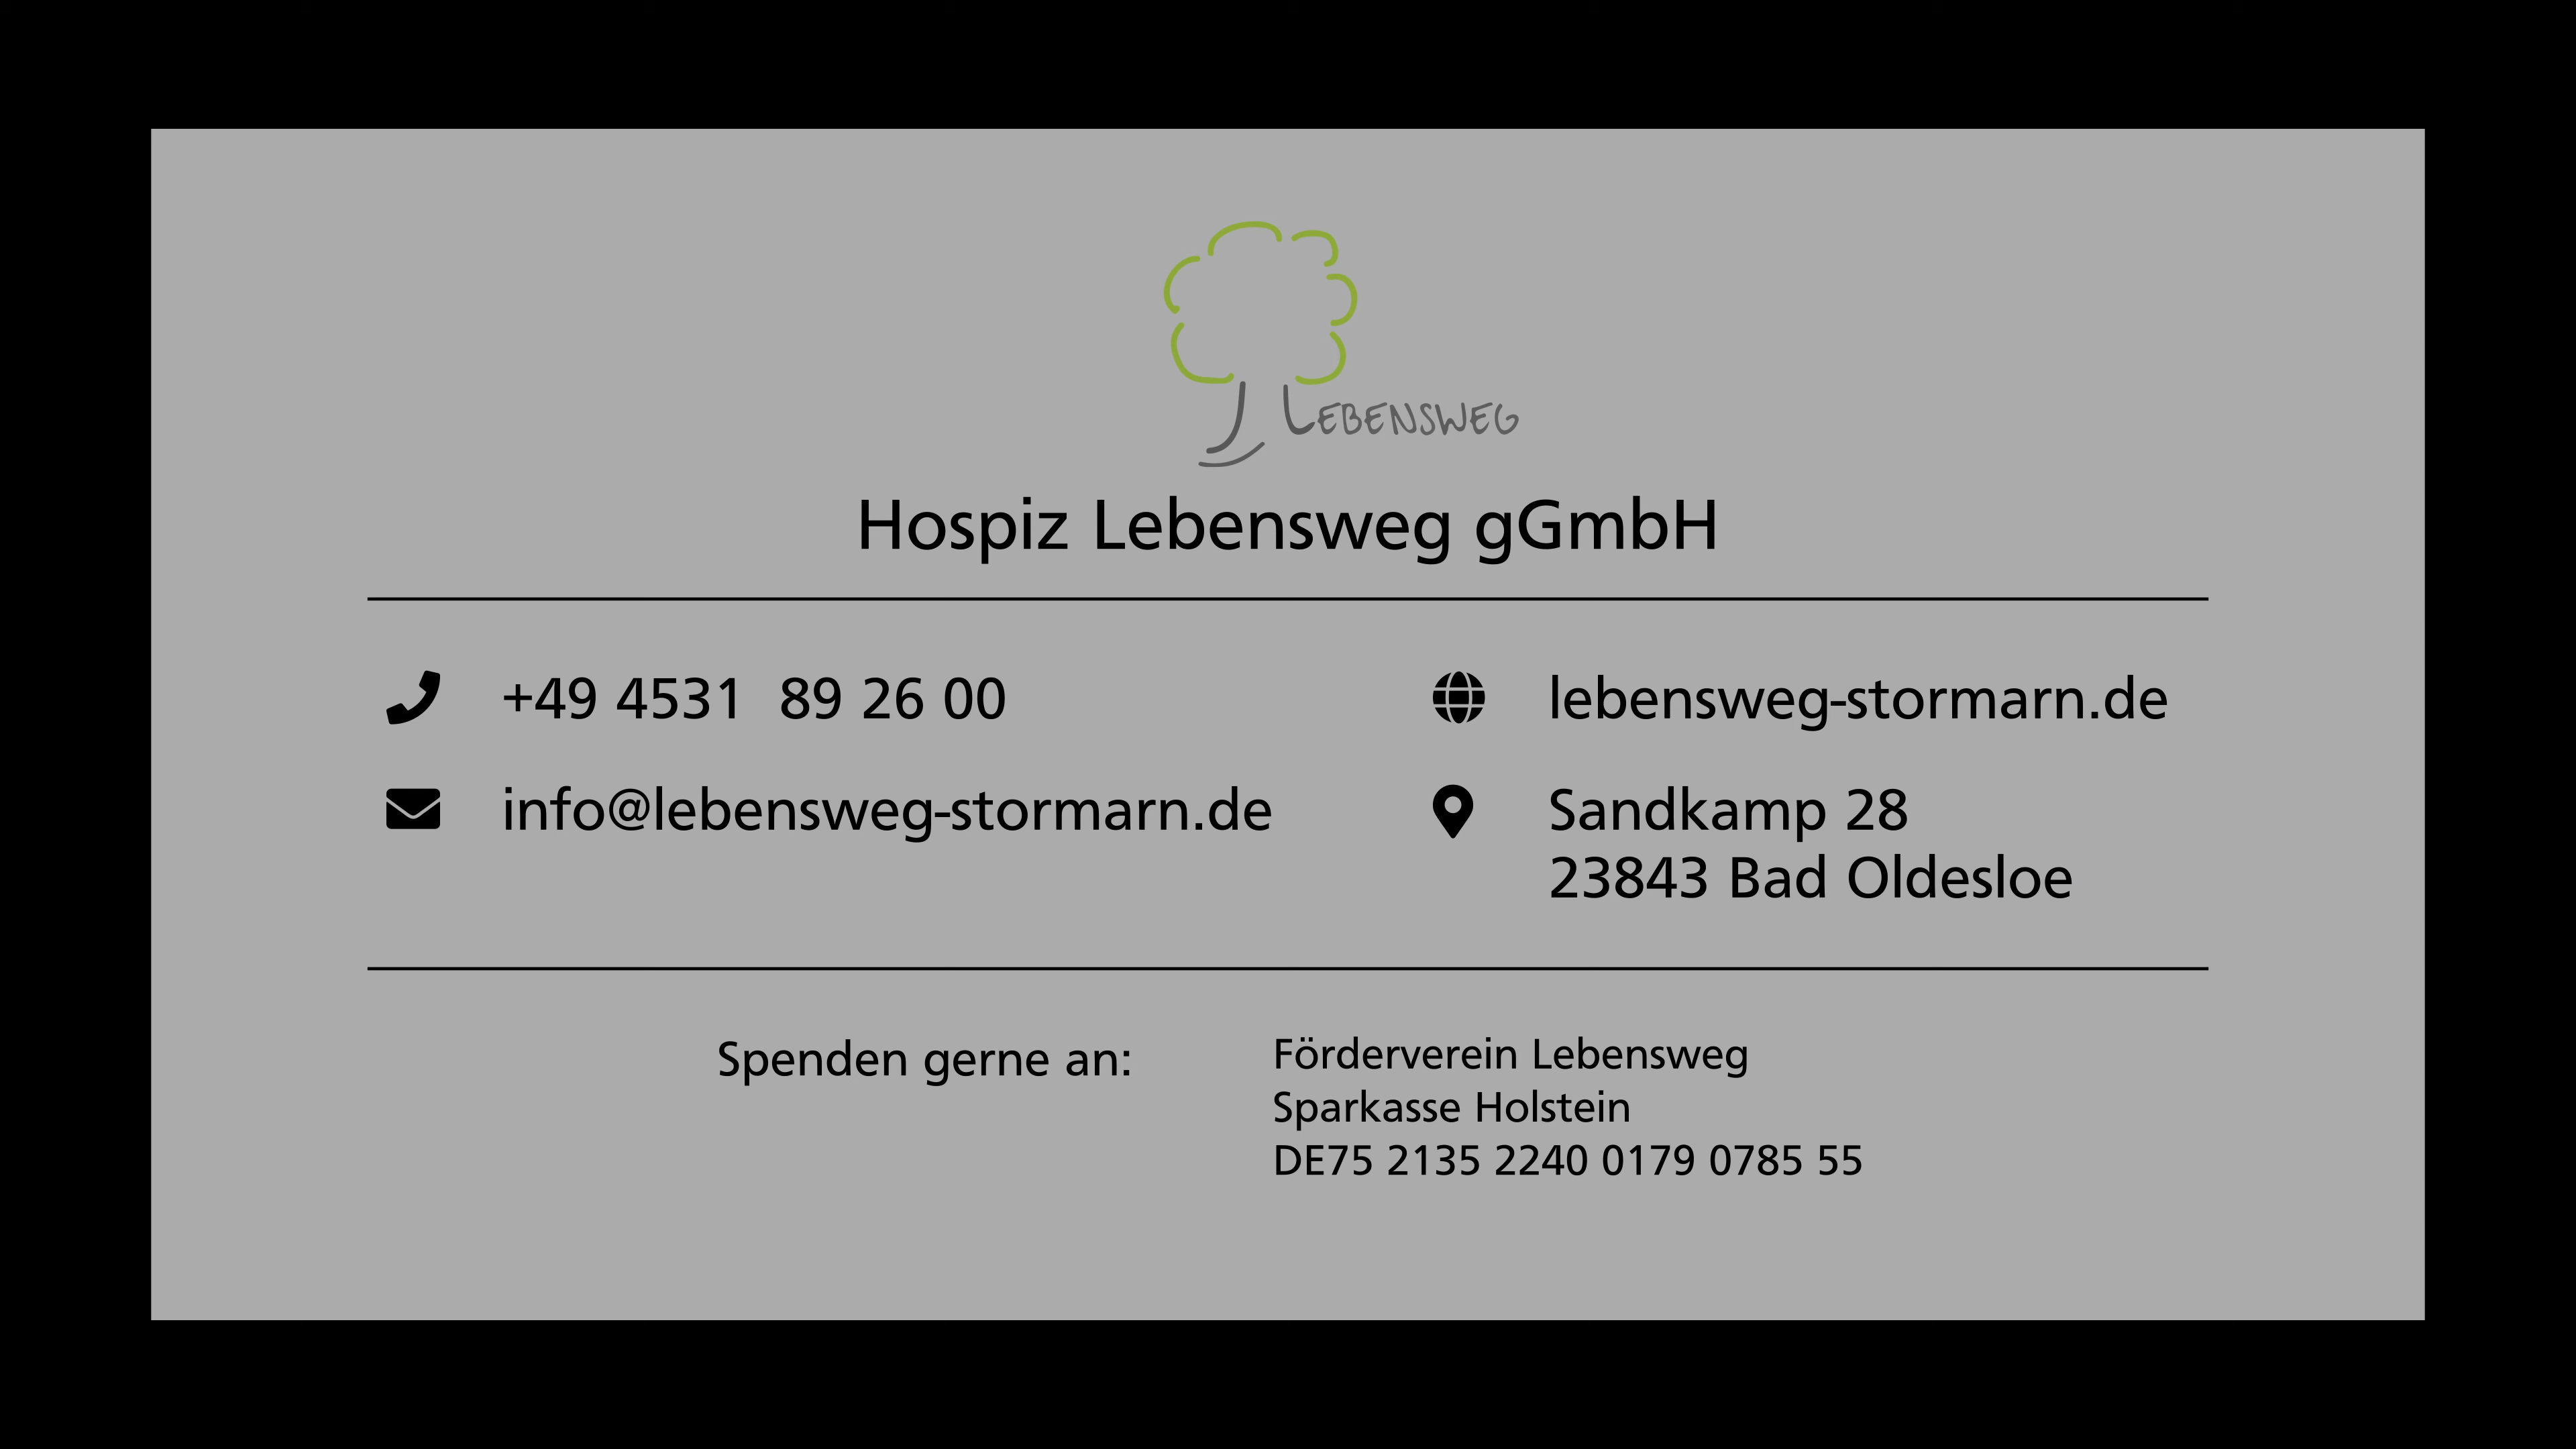 LEBENSWEG
Hospiz Lebensweg gGmbH
+49 4531  89 26 00
lebensweg-stormarn.de
info@lebensweg-stormarn.de
Sandkamp 28
23843 Bad Oldesloe
Spenden gerne an:
Förderverein Lebensweg
Sparkasse Holstein
DE75 2135 2240 0179 0785 55